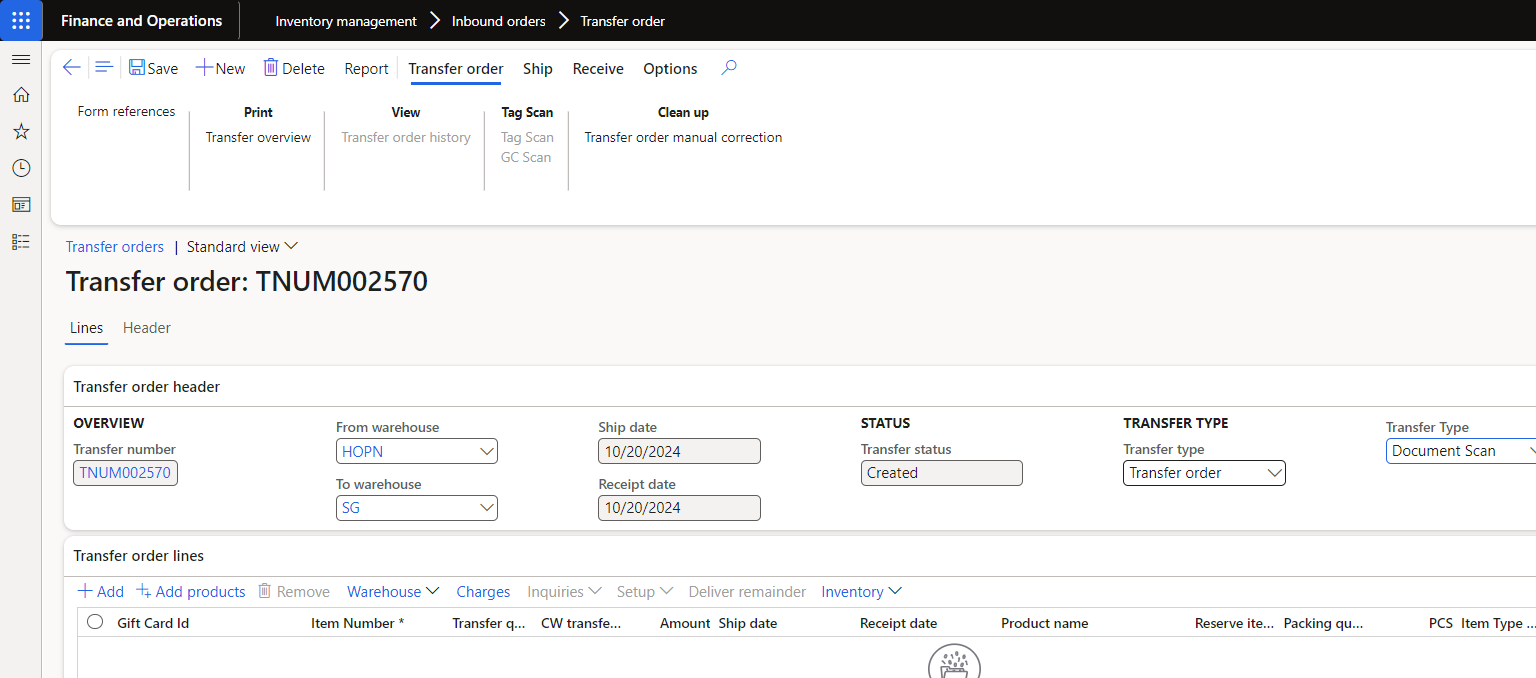 Finance and Operations
Inventory management > Inbound orders > Transfer order
Save New Delete Report Transfer order Ship Receive Options
Form references
Print
Transfer overview
View
Transfer order history
Tag Scan
Tag Scan
GC Scan
Clean up
Transfer order manual correction
Transfer orders | Standard view
Transfer order: TNUM002570
Lines Header
Transfer order header
OVERVIEW
Transfer number
TNUM002570
From warehouse
HOPN
To warehouse
SG
Ship date
10/20/2024
Receipt date
10/20/2024
STATUS
Transfer status
Created
TRANSFER TYPE
Transfer type
Transfer order
Transfer Type
Document Scan
Transfer order lines
Add Add products Remove Warehouse Charges Inquiries Setup Deliver remainder Inventory
Gift Card Id Item Number * Transfer q... CW transfe... Amount Ship date Receipt date Product name Reserve ite... Packing qu... PCS Item Type ...